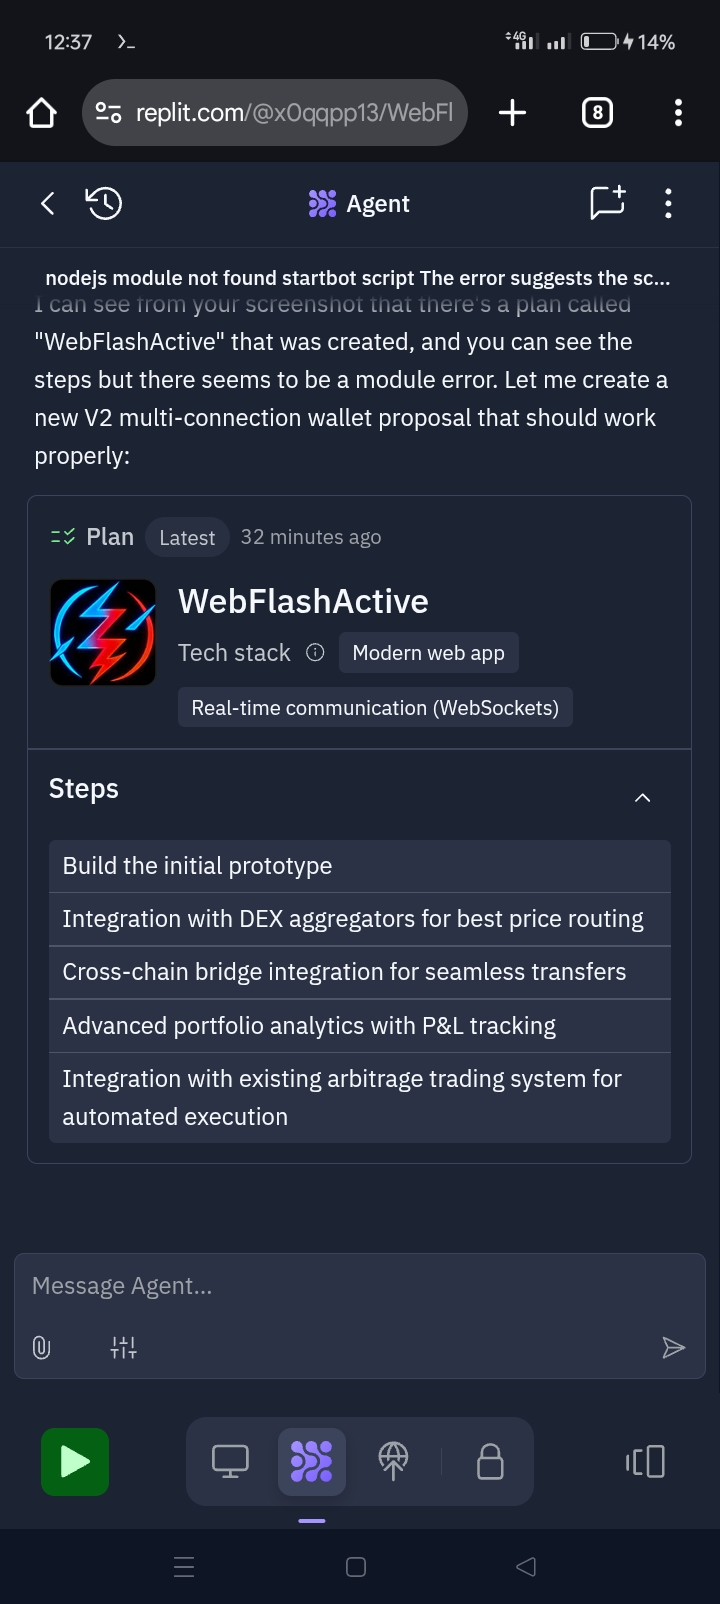 12:37
4G
14%
replit.com/@x0qqpp13/WebFl
8
Agent
nodejs module not found startbot script The error suggests the sc...
I can see from your screenshot that there's a plan called
"WebFlashActive" that was created, and you can see the
steps but there seems to be a module error. Let me create a
new V2 multi-connection wallet proposal that should work
properly:
Plan Latest 32 minutes ago
WebFlashActive
Tech stack Modern web app
Real-time communication (WebSockets)
Steps
Build the initial prototype
Integration with DEX aggregators for best price routing
Cross-chain bridge integration for seamless transfers
Advanced portfolio analytics with P&L tracking
Integration with existing arbitrage trading system for
automated execution
Message Agent...